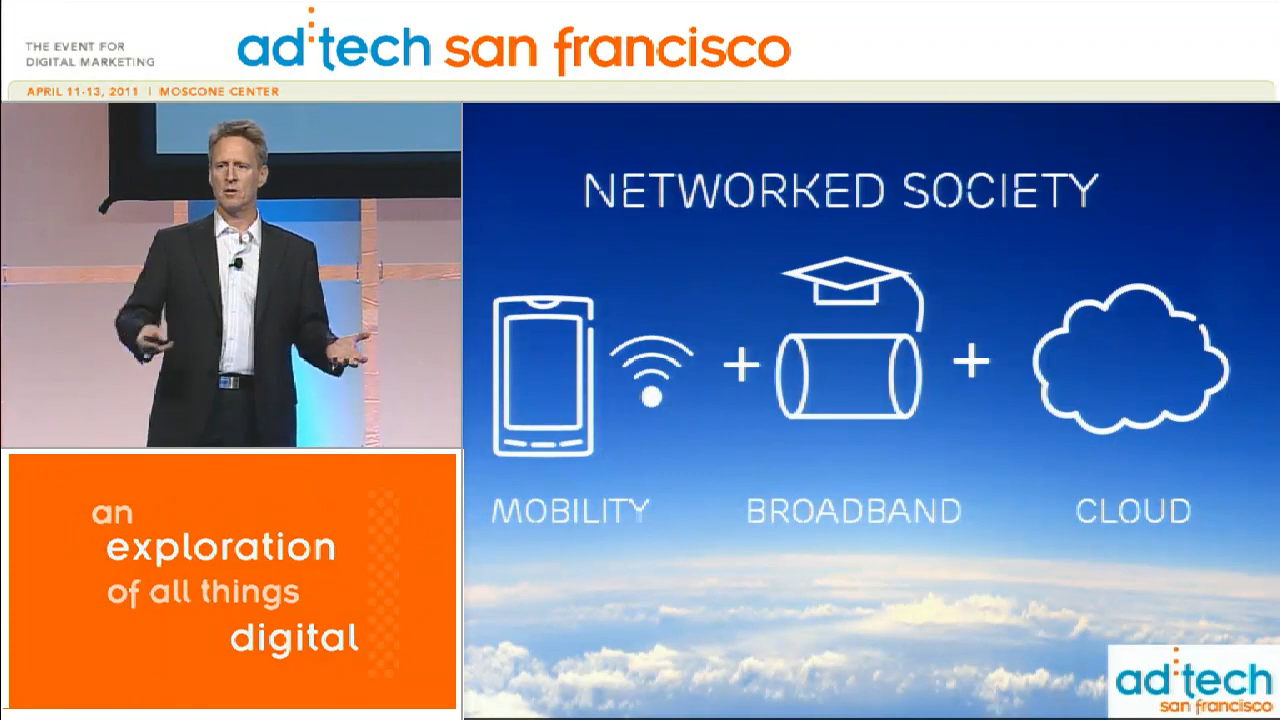 THE EVENT FOR
DIGITAL MARKETING
ad:tech san francisco
APRIL 11-13, 2011 | MOSCONE CENTER
NETWORKED SOCIETY
+
+
MOBILITY
BROADBAND
CLOUD
an
exploration
of all things
digital
ad:tech
san francisco